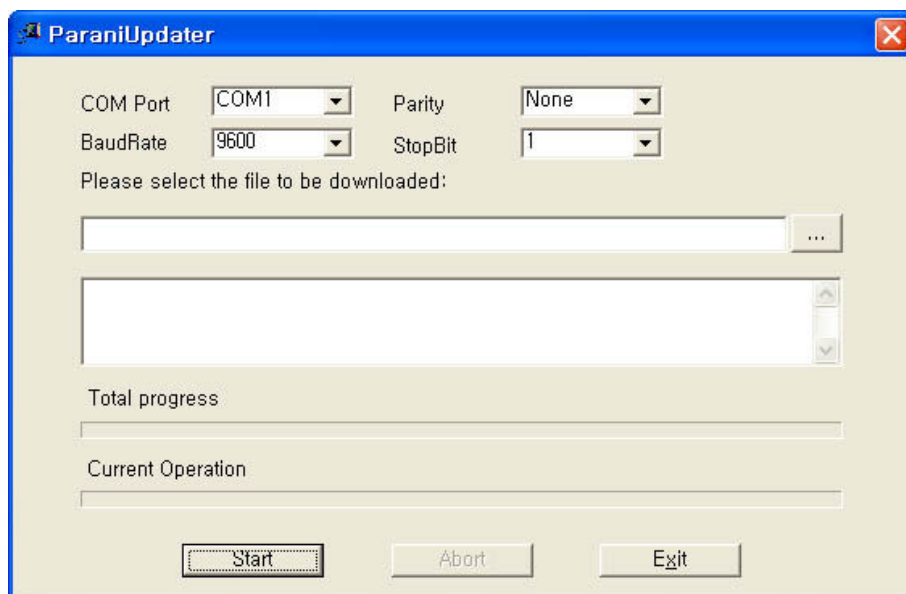 ParaniUpdater
COM Port COM1 Parity None
BaudRate 9600 StopBit 1
Please select the file to be downloaded:
...
Total progress
Current Operation
Start Abort Exit